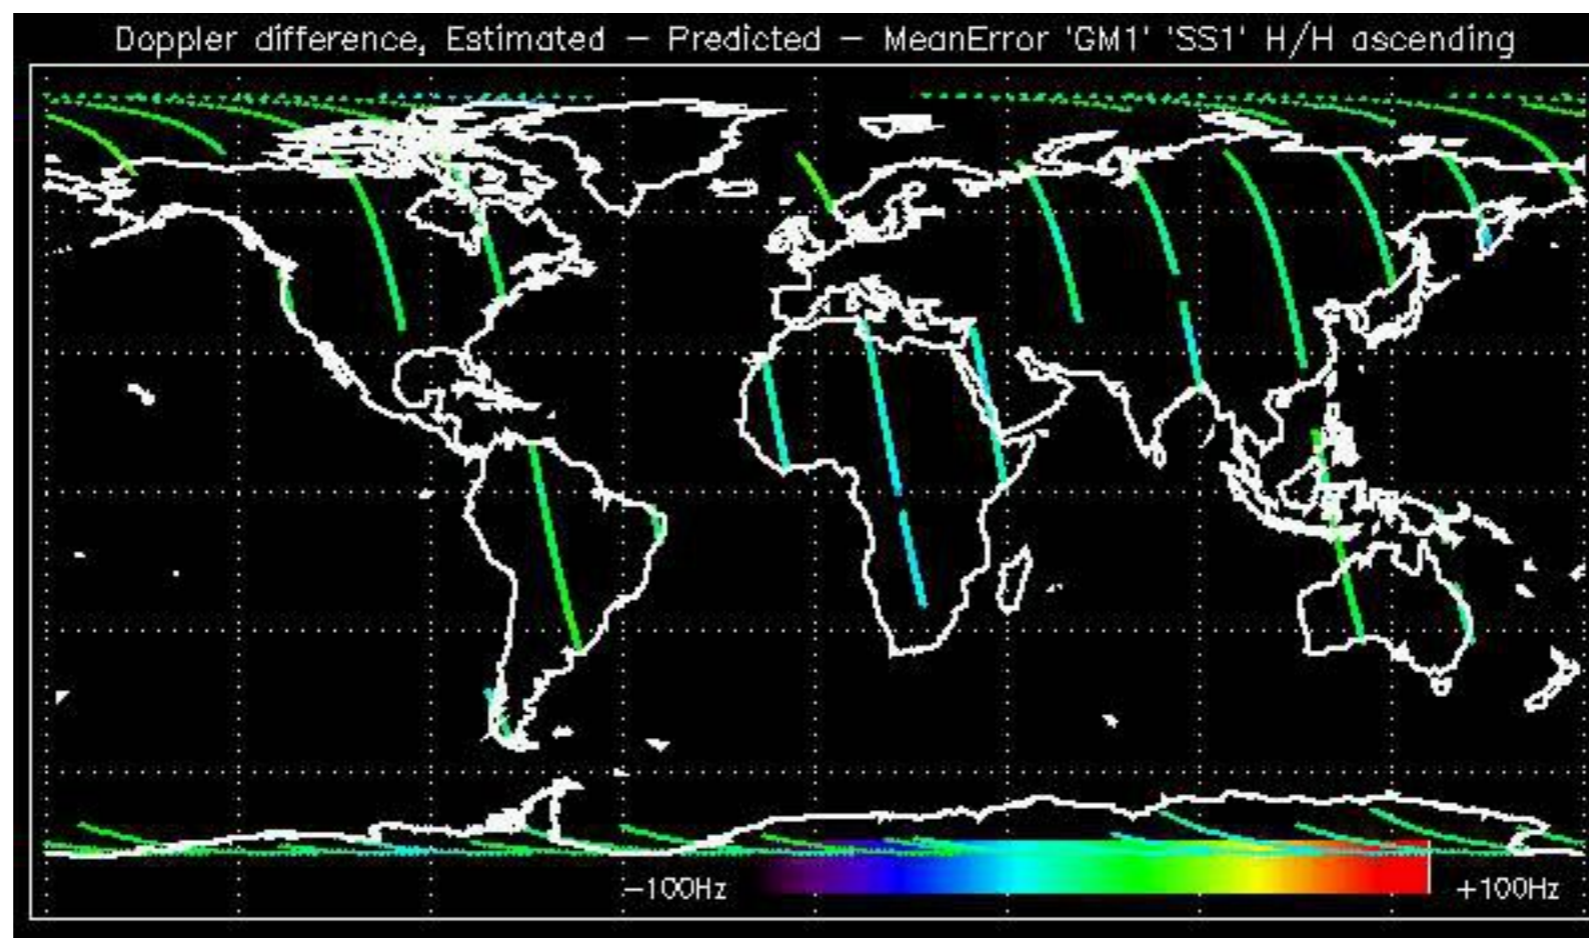 Doppler difference, Estimated – Predicted – MeanError 'GM1' 'SS1' H/H ascending
–100Hz
+100Hz